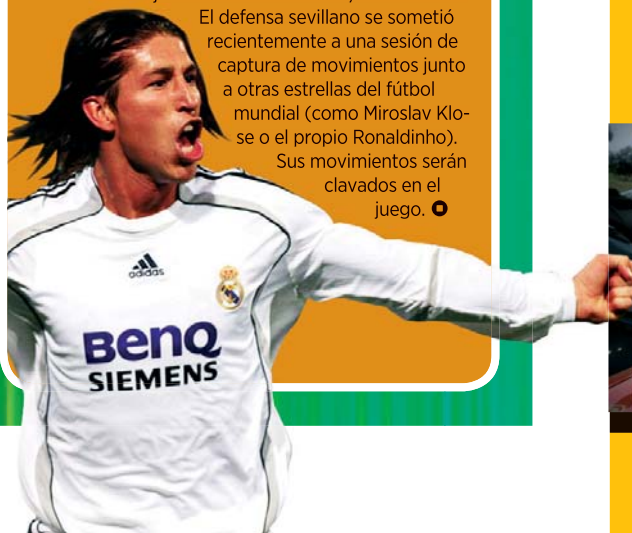 El defensa sevillano se sometió
recientemente a una sesión de
captura de movimientos junto
a otras estrellas del fútbol
mundial (como Miroslav Klo-
se o el propio Ronaldinho).
Sus movimientos serán
clavados en el
juego.
adidas
BenQ
SIEMENS